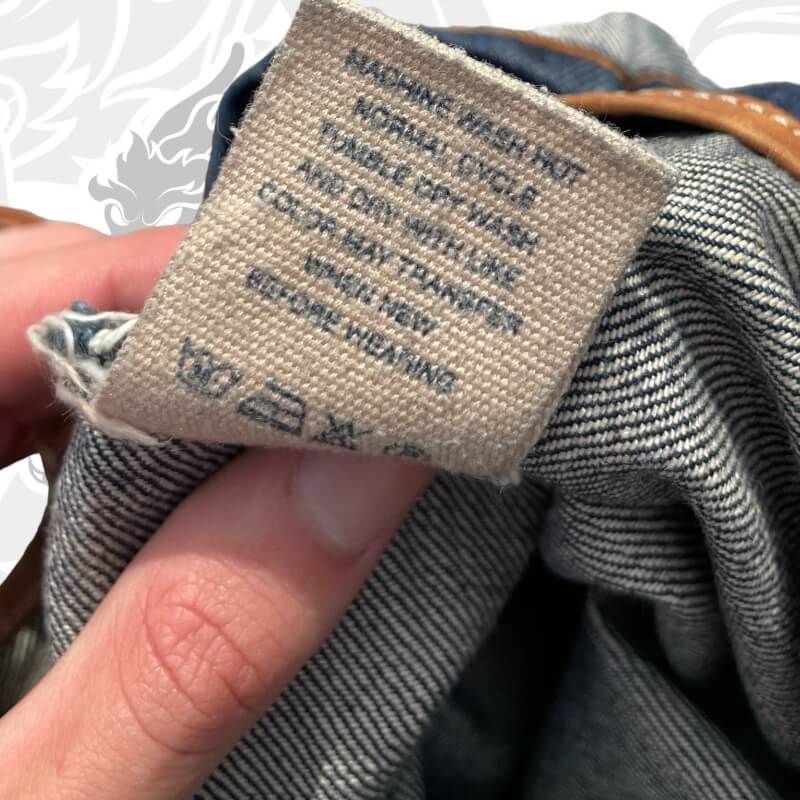 MACHINE WASH HOT
NORMAL CYCLE
TUMBLE DRY WASH
AND DRY WITH LIKE
COLOR MAY TRANSFER
WHEN NEW
BEFORE WEARING